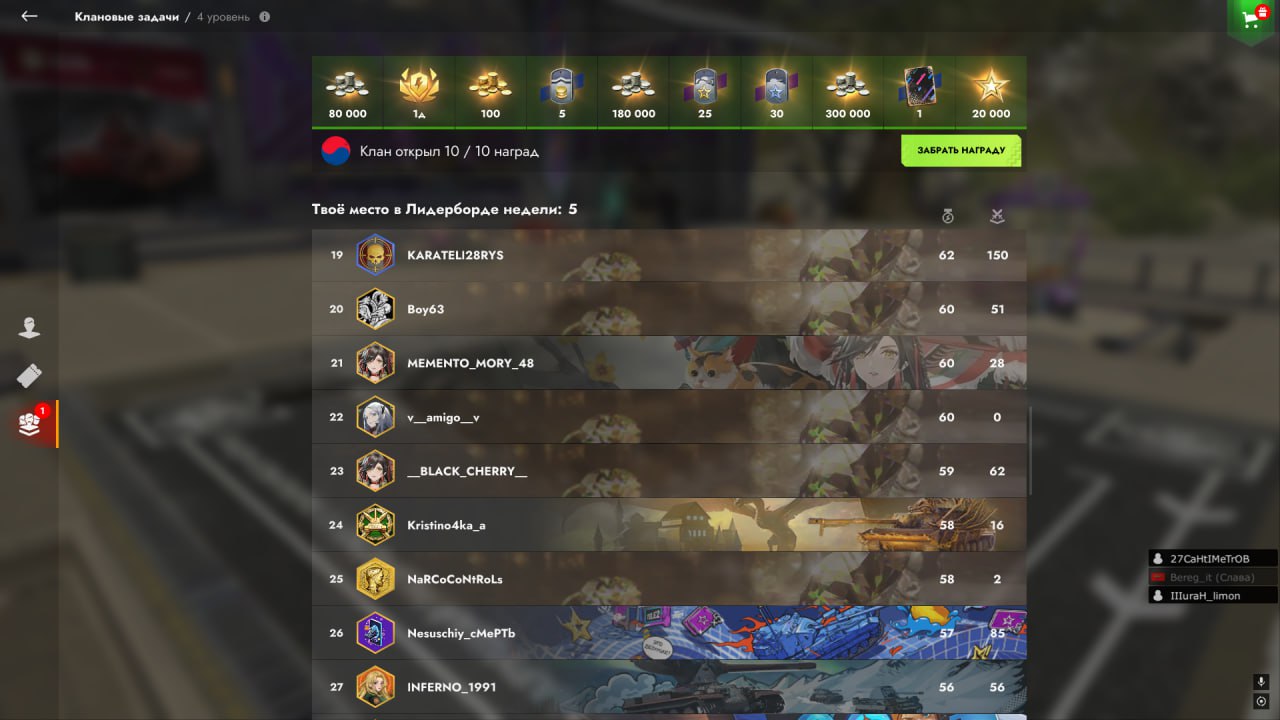 Клановые задачи / 4 уровень
80 000 1д 100 5 180 000 25 30 300 000 1 20 000
Клан открыл 10 / 10 наград
ЗАБРАТЬ НАГРАДУ
Твоё место в Лидерборде недели: 5
19 KARATELI28RYS 62 150
20 Boy63 60 51
21 MEMENTO_MORY_48 60 28
22 v__amigo__v 60 0
23 __BLACK_CHERRY__ 59 62
1
24 Kristino4ka_a 58 16
27CaHtIMeTrOB
25 NaRCoCoNtRoLs 58 2
Bereg_it (Слава)
IIIuraH_limon
26 Nesuschiy_cMePTb 57 85
27 INFERNO_1991 56 56